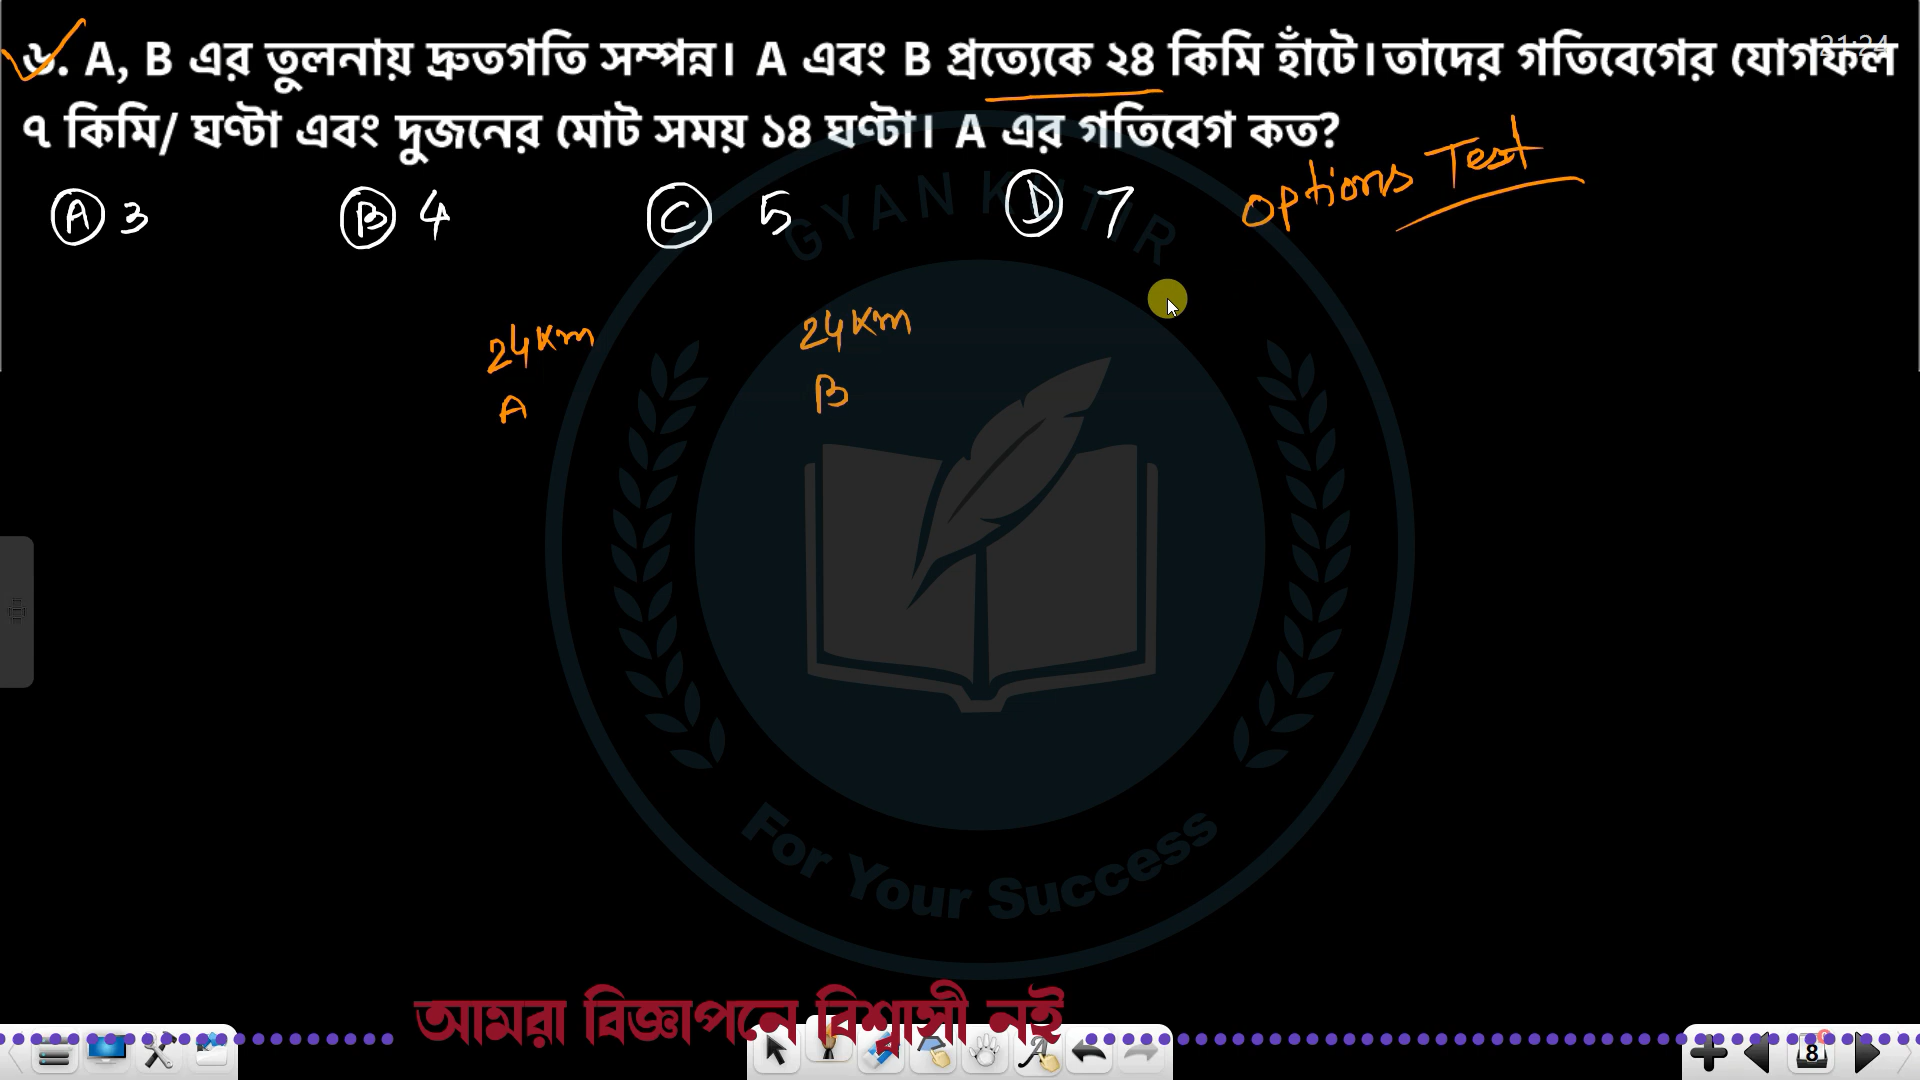 ৬. A, B এর তুলনায় দ্রুতগতি সম্পন্ন। A এবং B প্রত্যেকে ২৪ কিমি হাঁটে।তাদের গতিবেগের যোগফল
21:24
৭ কিমি/ ঘণ্টা এবং দুজনের মোট সময় ১৪ ঘণ্টা। A এর গতিবেগ কত?
Options Test
A 3 B 4 C 5 D 7
GYAN KUTIR
24km 24km
A B
For Your Success
আমরা বিজ্ঞাপনে বিশ্বাসী নই
8